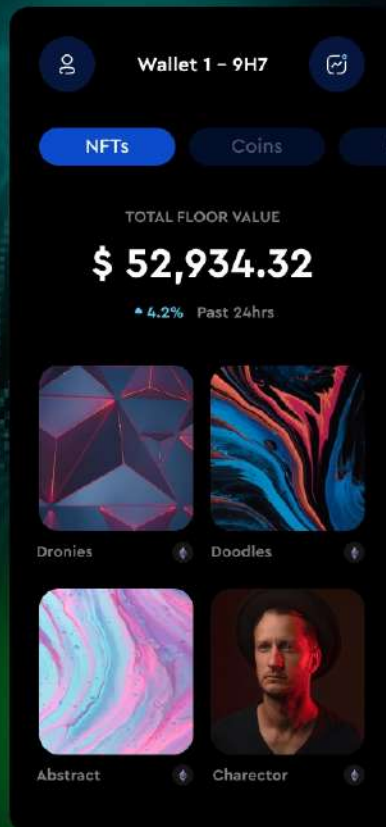 Wallet 1 - 9H7
NFTs
Coins
TOTAL FLOOR VALUE
$ 52,934.32
4.2% Past 24hrs
Dronies
Doodles
Abstract
Charector